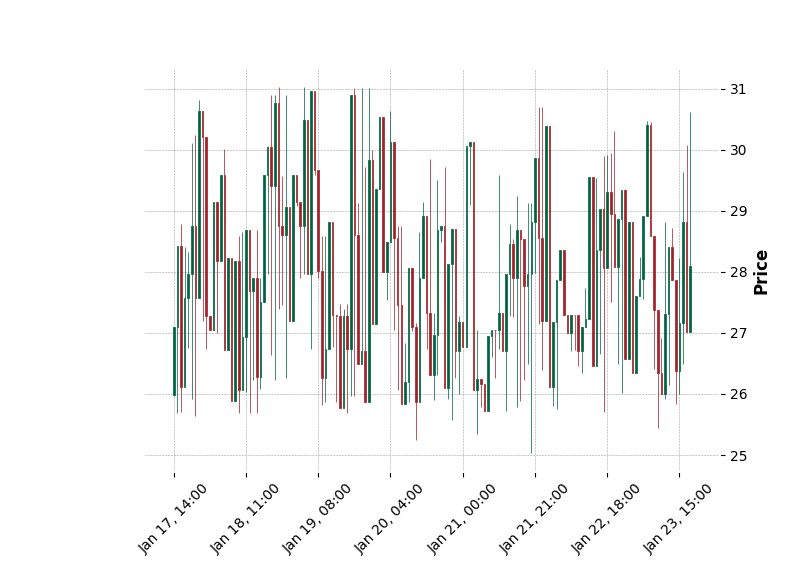 31
30
29
28
27
26
25
Price
Jan 17, 14:00
Jan 18, 11:00
Jan 19, 08:00
Jan 20, 04:00
Jan 21, 00:00
Jan 21, 21:00
Jan 22, 18:00
Jan 23, 15:00